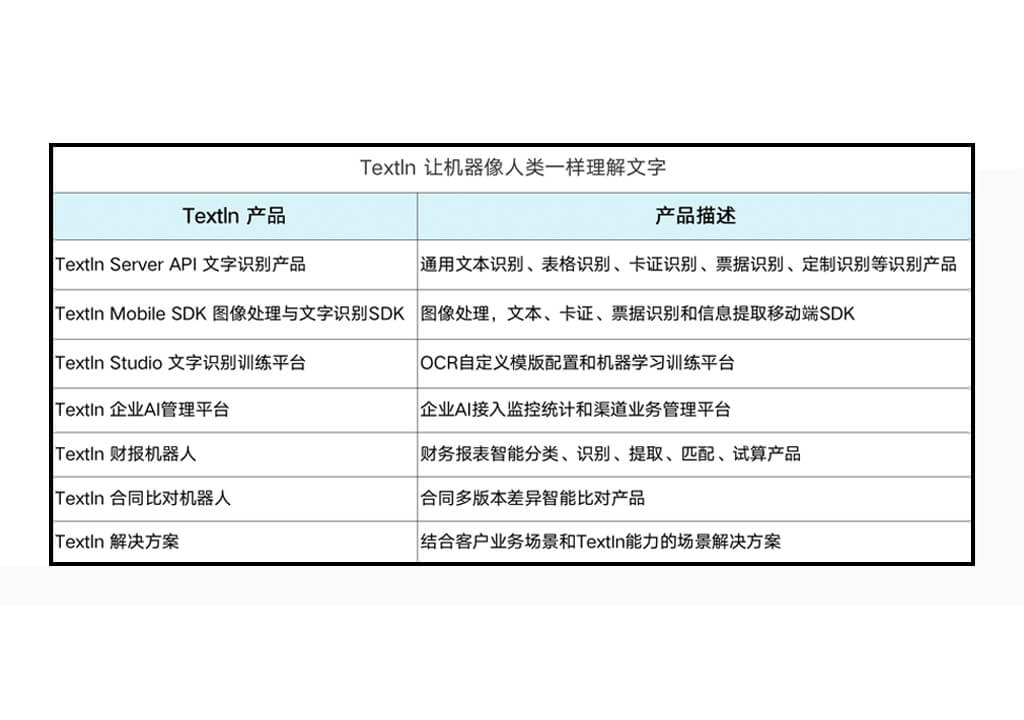 TextIn 让机器像人类一样理解文字
TextIn 产品 产品描述
TextIn Server API 文字识别产品 通用文本识别、表格识别、卡证识别、票据识别、定制识别等识别产品
TextIn Mobile SDK 图像处理与文字识别SDK 图像处理，文本、卡证、票据识别和信息提取移动端SDK
TextIn Studio 文字识别训练平台 OCR自定义模版配置和机器学习训练平台
TextIn 企业AI管理平台 企业AI接入监控统计和渠道业务管理平台
TextIn 财报机器人 财务报表智能分类、识别、提取、匹配、试算产品
TextIn 合同比对机器人 合同多版本差异智能比对产品
TextIn 解决方案 结合客户业务场景和TextIn能力的场景解决方案